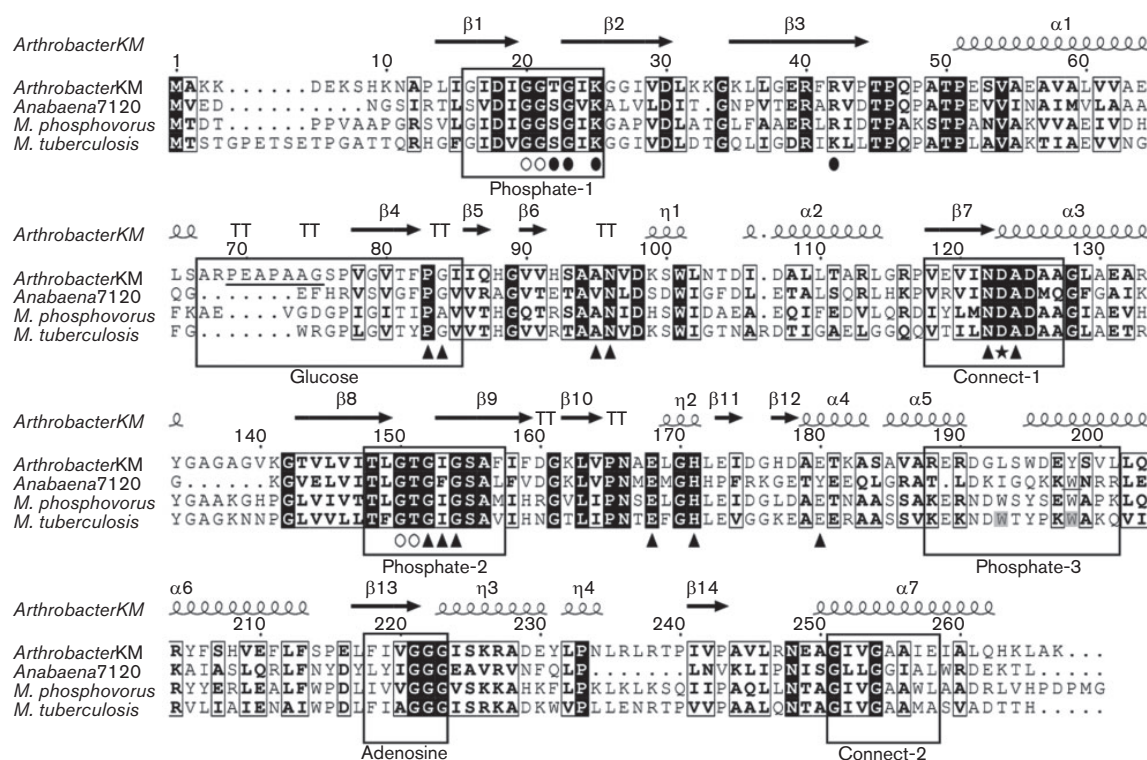 β1 β2 β3 α1
ArthrobacterKM
1 10 20 30 40 50 60
ArthrobacterKM MAKK......DEKSHKNAPLIGIDIGGTGIKGGIVDLKKGKLLGERFRVPTPQPATPESVAEAVALVVAE
Anabaena7120 MVED..........NGSIRTLSVDIGGSGVKALVLDIT.GNPVTERARVDTPQPATPEVVINAIMVLAAA
M. phosphovorus MTDT......PPVAAPGRSVLGIDIGGSGIKGAPVDLATGLFAAERLRIDTPAKSTPANVAKVVAEIVDH
M. tuberculosis MTSTGPETSETPGATTQRHGFGIDVGGSGIKGGIVDLDTGQLIGDRIKLLTPQPATPLAVAKTIAEVVNG
Phosphate-1
TT TT β4 TT β5 β6 TT η1 α2 β7 α3
ArthrobacterKM
70 80 90 100 110 120 130
ArthrobacterKM LSARPEAPAAGSPVGVTFPGIIQHGVVHSAANVDKSWLNTDI.DALLTARLGRPVEVINDADAAGLAEAR
Anabaena7120 QG.......EFHRVSVGFPGVVRAGVTETAVNLDSDWIGFDL.ETALSQRLHKPVRVINDADMQGFGAIK
M. phosphovorus FKAE....VGDGPIGITIPAVVQHGQTRSAANIDKSWIDAEA.EQIFEDVLQRDIYLMNDADAAGVAEVH
M. tuberculosis FG.......WRGPLGVTYPGVVTHGVVRTAANVDKSWIGTNARDTIGAELGGQQVTILNDADAAGLAETR
Glucose Connect-1
β8 β9 TT β10 TT η2 β11 β12 α4 α5
ArthrobacterKM
140 150 160 170 180 190 200
ArthrobacterKM YGAGAGVKGTVLVITLGTGIGSAFIFDGKLVPNAELGHLEIDGHDAETKASAVARERDGLSWDEYSVLLQ
Anabaena7120 G......KGVELVITLGTGFGSALFVDGKLVPNMEMGHHPFRKGETYEEQLGRAT.LDKIGQKKWNRRLE
M. phosphovorus YGAAKGHPGLVIVTTLGTGIGSAMIHRGVLIPNSEFGHLEIDGLDAETNAASSVKEKNDWSYSEWAPKLQ
M. tuberculosis YGAGKNNPGLVVLLTFGTGIGSAVIHNGTLIPNTEFGHLEVGGKEAEERAASSVKEKNDWTYPKWAKQVI
Phosphate-2 Phosphate-3
α6 β13 η3 η4 β14 α7
ArthrobacterKM
210 220 230 240 250 260
ArthrobacterKM RYFSHVEFLFSPELFIVGGGISKRADEYLPNLRLRTPIVPAVLRNEAGIVGAAIEIALQHKLAK...
Anabaena7120 KAIASLQRLFNYDYLYIGGGEAVRVNFQLP......LNVKLIPNISGLLGGIALWRDEKTL......
M. phosphovorus RYYERLEALFWPDLIVVGGGVSKKAHKFLPKLKLKSQIIPAQLLNTAGIVGAAWLAADRLVHPDPMG
M. tuberculosis RVLIAIENAIWPDLFIAGGGISRKADKWVPLLENRTPVVPAALQNTAGIVGAAMASVADTTH.....
Adenosine Connect-2